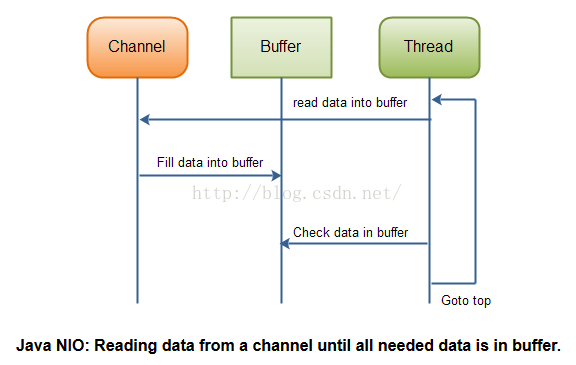 Channel
Buffer
Thread
read data into buffer
Fill data into buffer
http://blog.csdn.net/
Check data in buffer
Goto top
Java NIO: Reading data from a channel until all needed data is in buffer.